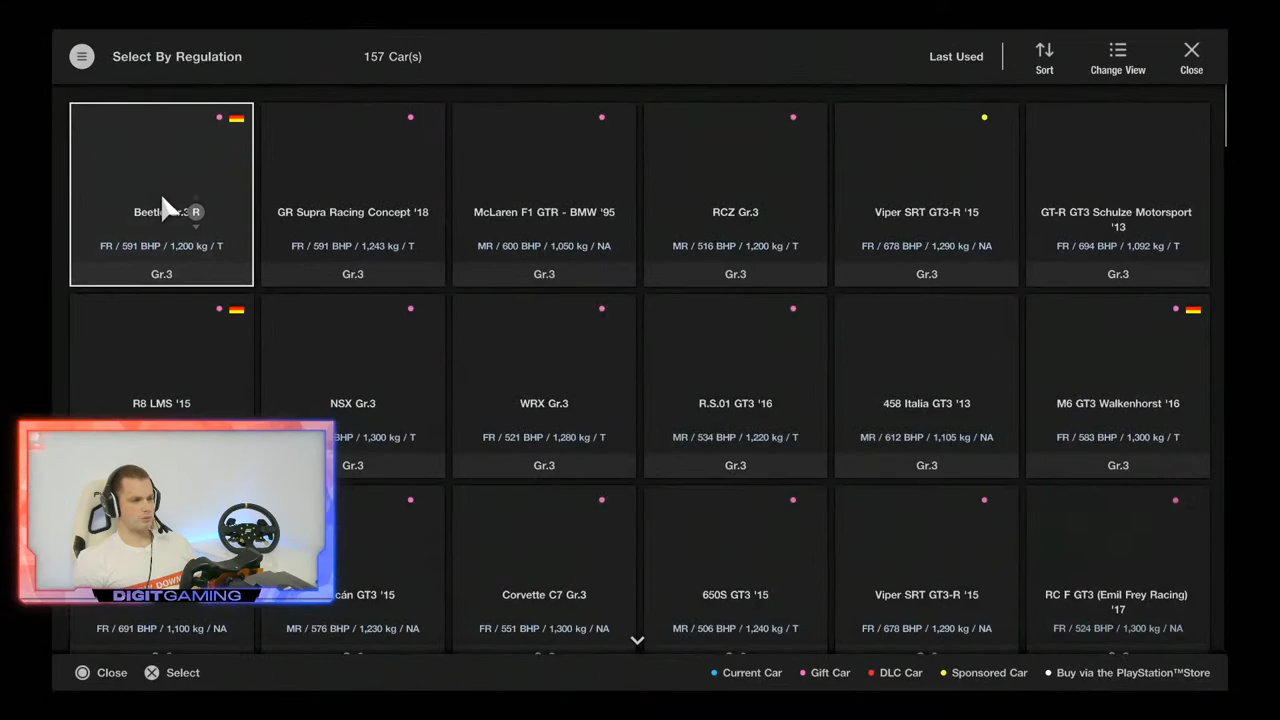 Select By Regulation
157 Car(s)
Last Used
Sort
Change View
Close
Beetle Gr.3
R
GR Supra Racing Concept '18
McLaren F1 GTR - BMW '95
RCZ Gr.3
Viper SRT GT3-R '15
GT-R GT3 Schulze Motorsport
'13
FR / 591 BHP / 1,200 kg / T
FR / 591 BHP / 1,243 kg / T
MR / 600 BHP / 1,050 kg / NA
MR / 516 BHP / 1,200 kg / T
FR / 678 BHP / 1,290 kg / NA
FR / 694 BHP / 1,092 kg / T
Gr.3
Gr.3
Gr.3
Gr.3
Gr.3
Gr.3
R8 LMS '15
NSX Gr.3
WRX Gr.3
R.S.01 GT3 '16
458 Italia GT3 '13
M6 GT3 Walkenhorst '16
BHP / 1,300 kg / T
FR / 521 BHP / 1,280 kg / T
MR / 534 BHP / 1,220 kg / T
MR / 612 BHP / 1,105 kg / NA
FR / 583 BHP / 1,300 kg / T
Gr.3
Gr.3
Gr.3
Gr.3
Gr.3
cán GT3 '15
Corvette C7 Gr.3
650S GT3 '15
Viper SRT GT3-R '15
RC F GT3 (Emil Frey Racing)
'17
DOWN
DIGITGAMING
FR / 691 BHP / 1,100 kg / NA
MR / 576 BHP / 1,230 kg / NA
FR / 551 BHP / 1,300 kg / NA
MR / 506 BHP / 1,240 kg / T
FR / 678 BHP / 1,290 kg / NA
FR / 524 BHP / 1,300 kg / NA
Close
Select
Current Car
Gift Car
DLC Car
Sponsored Car
Buy via the PlayStation™Store